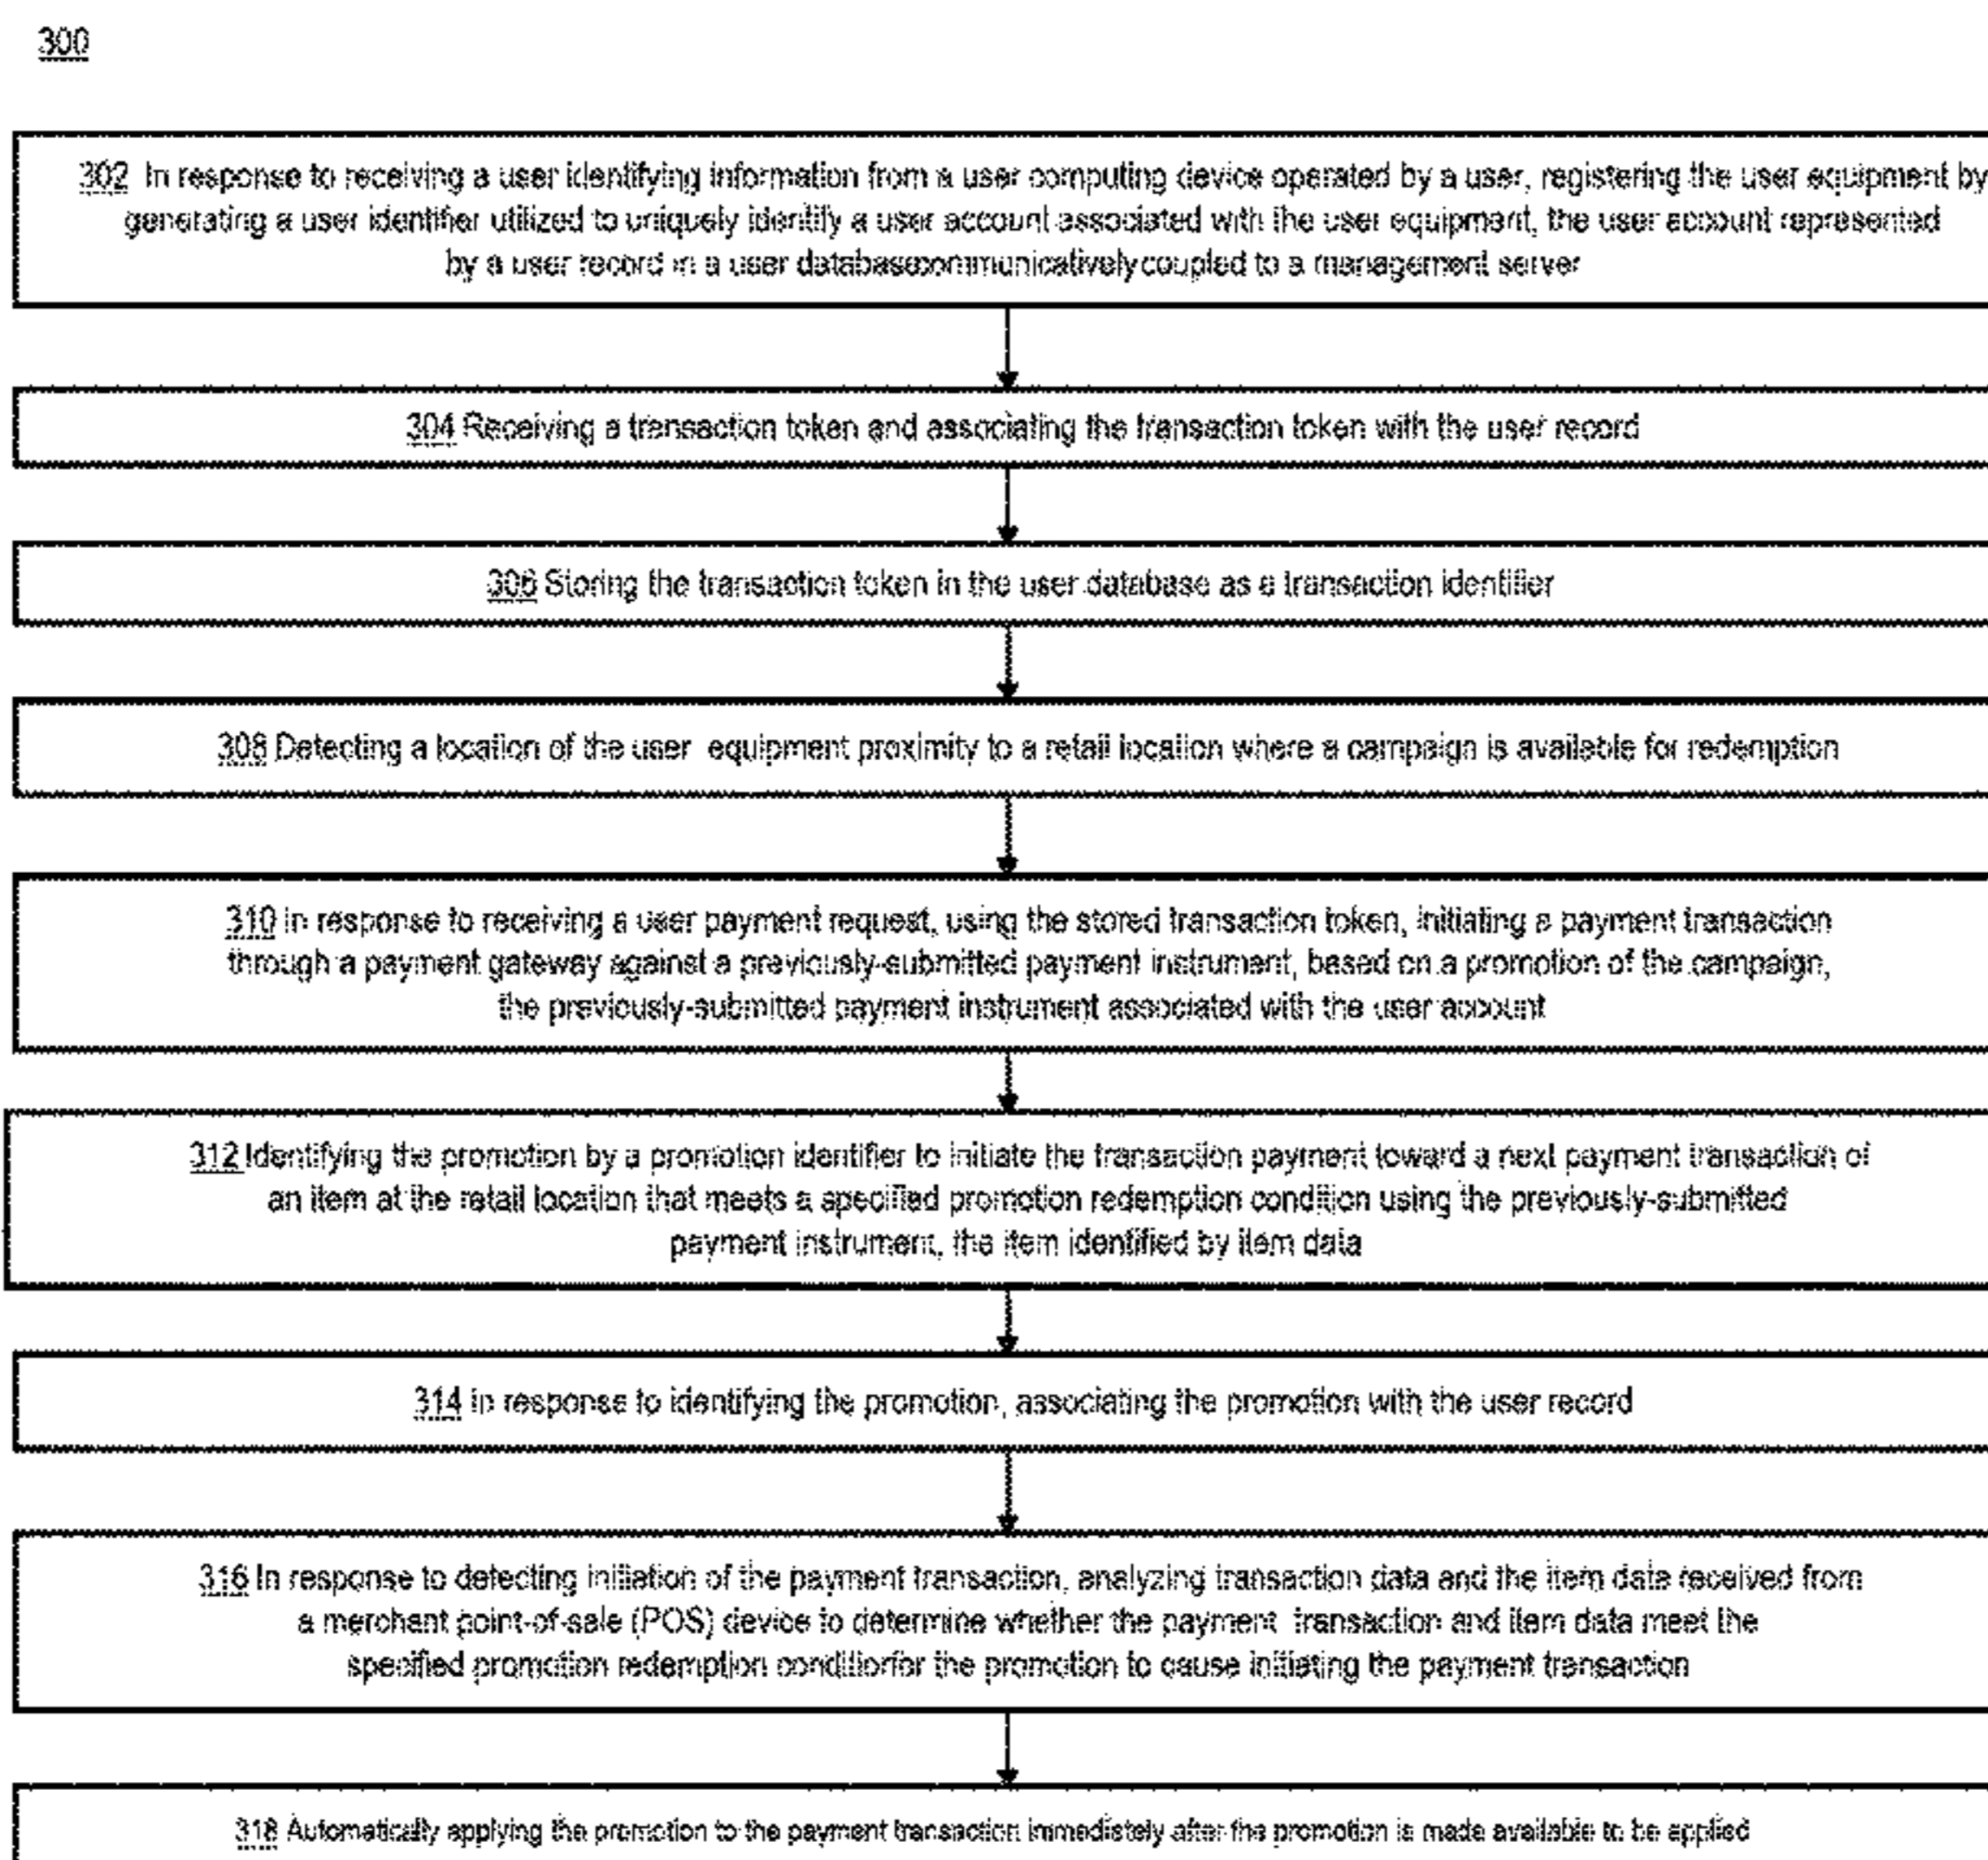 300
302 In response to receiving a user identifying information from a user computing device operated by a user, registering the user equipment by
generating a user identifier utilized to uniquely identify a user account associated with the user equipment, the user account represented
by a user record in a user databasecommunicativelycoupled to a management server
304 Receiving a transaction token and associating the transaction token with the user record
306 Storing the transaction token in the user database as a transaction identifier
308 Detecting a location of the user equipment proximity to a retail location where a campaign is available for redemption
310 in response to receiving a user payment request, using the stored transaction token, initiating a payment transaction
through a payment gateway against a previously-submitted payment instrument, based on a promotion of the campaign,
the previously-submitted payment instrument associated with the user account
312 Identifying the promotion by a promotion identifier to initiate the transaction payment toward a next payment transaction of
an item at the retail location that meets a specified promotion redemption condition using the previously-submitted
payment instrument, the item identified by item data
314 in response to identifying the promotion, associating the promotion with the user record
316 In response to detecting initiation of the payment transaction, analyzing transaction data and the item data received from
a merchant point-of-sale (POS) device to determine whether the payment transaction and item data meet the
specified promotion redemption conditionfor the promotion to cause initiating the payment transaction
318 Automatically applying the promotion to the payment transaction immediately after the promotion is made available to be applied